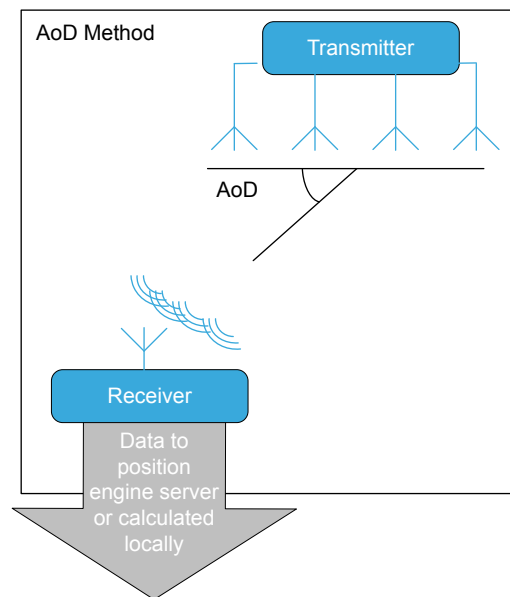 AoD Method
Transmitter
AoD
Receiver
Data to
position
engine server
or calculated
locally